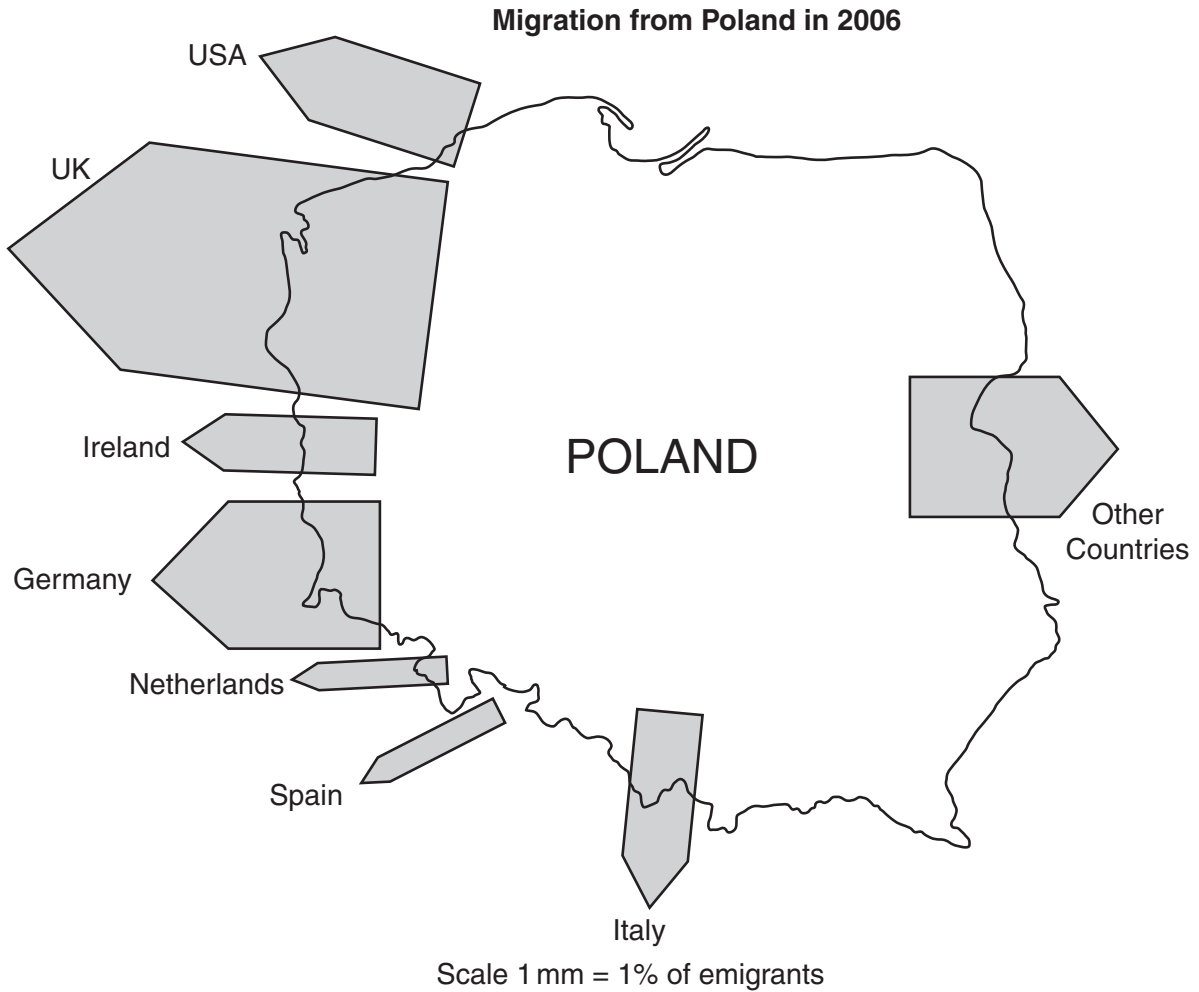 Migration from Poland in 2006
USA
UK
Ireland
POLAND
Other
Countries
Germany
Netherlands
Spain
Italy
Scale 1 mm = 1% of emigrants